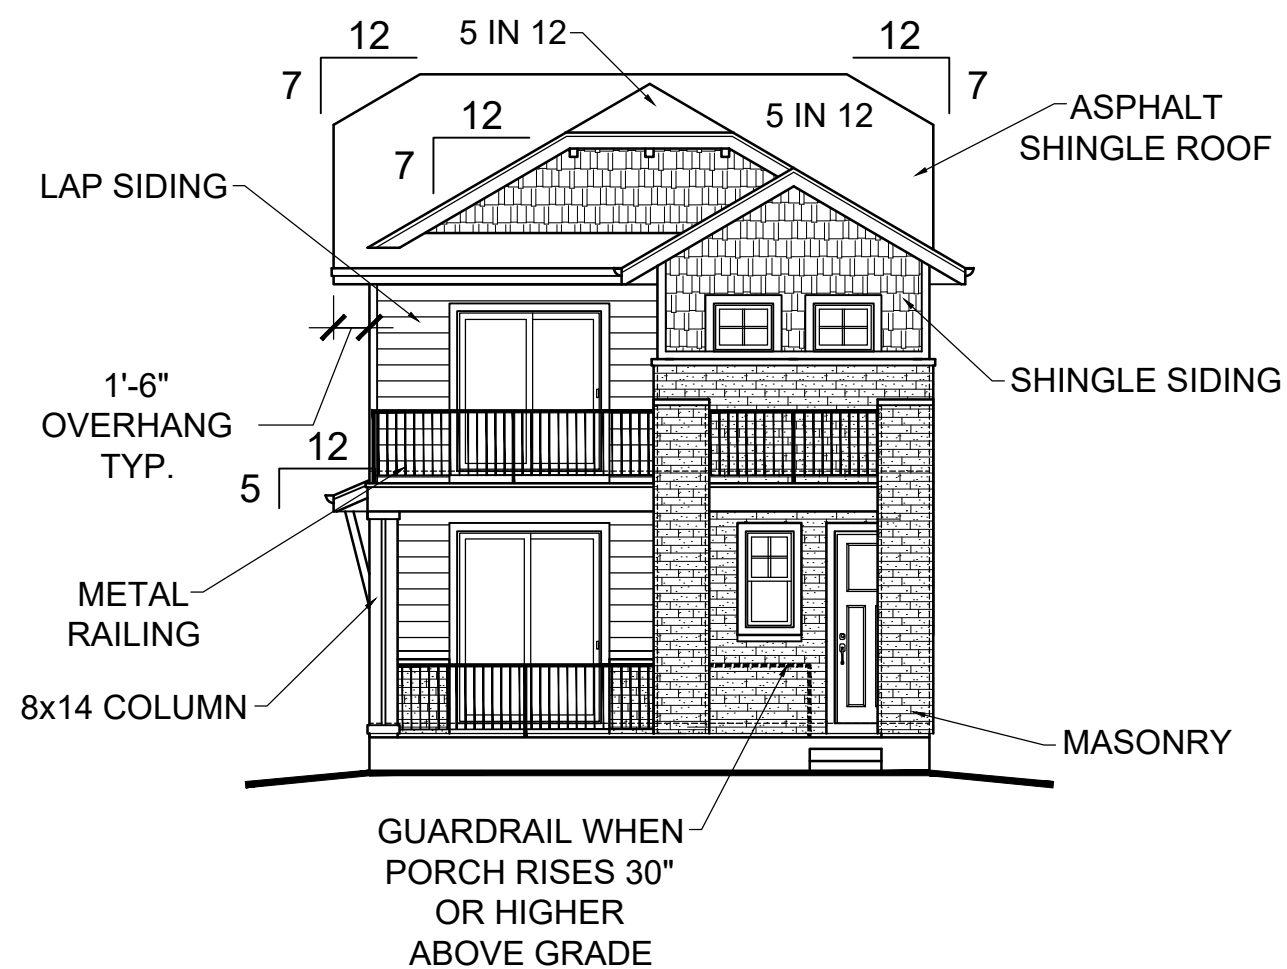 12
5 IN 12
12
7
7
12
5 IN 12
ASPHALT
SHINGLE ROOF
7
LAP SIDING
1'-6"
OVERHANG
TYP.
SHINGLE SIDING
12
5
METAL
RAILING
8x14 COLUMN
MASONRY
GUARDRAIL WHEN
PORCH RISES 30"
OR HIGHER
ABOVE GRADE